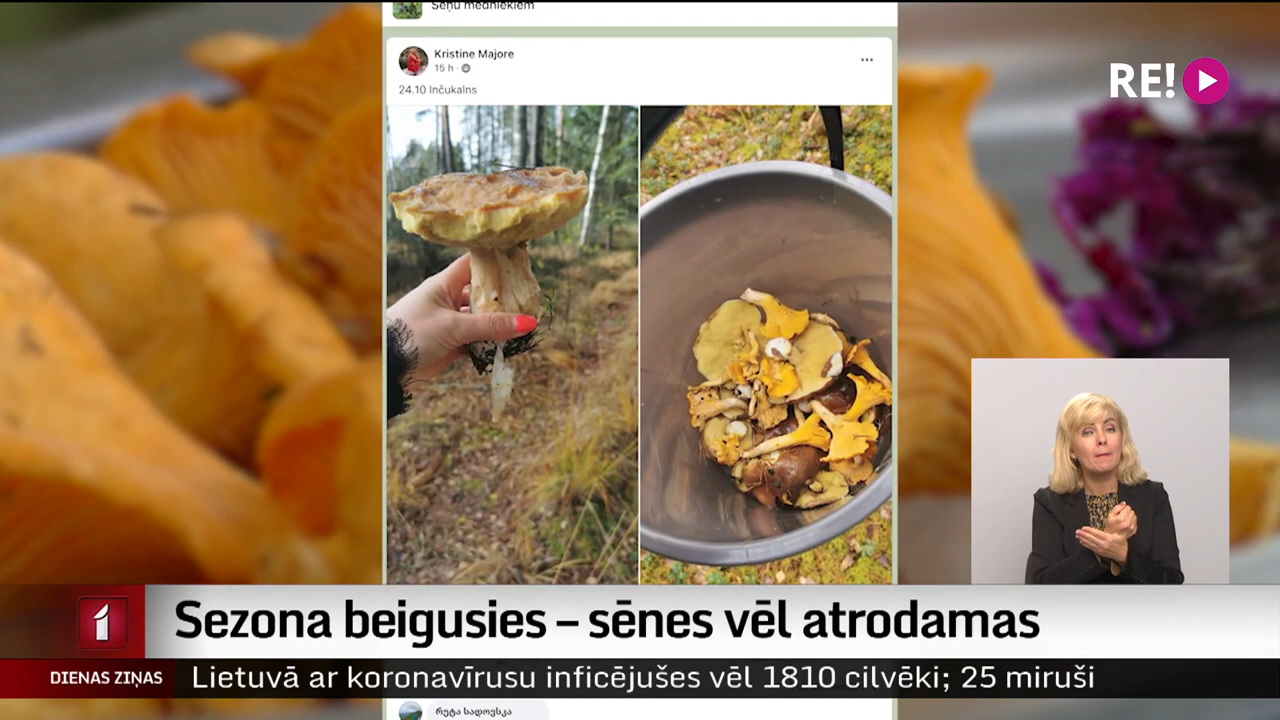 Sēņu medniekiem
Kristine Majore
15 h
24.10 Inčukalns
RE!
Sezona beigusies – sēnes vēl atrodamas
1
DIENAS ZIŅAS
Lietuvā ar koronavīrusu inficējušes vēl 1810 cilvēki; 25 miruši